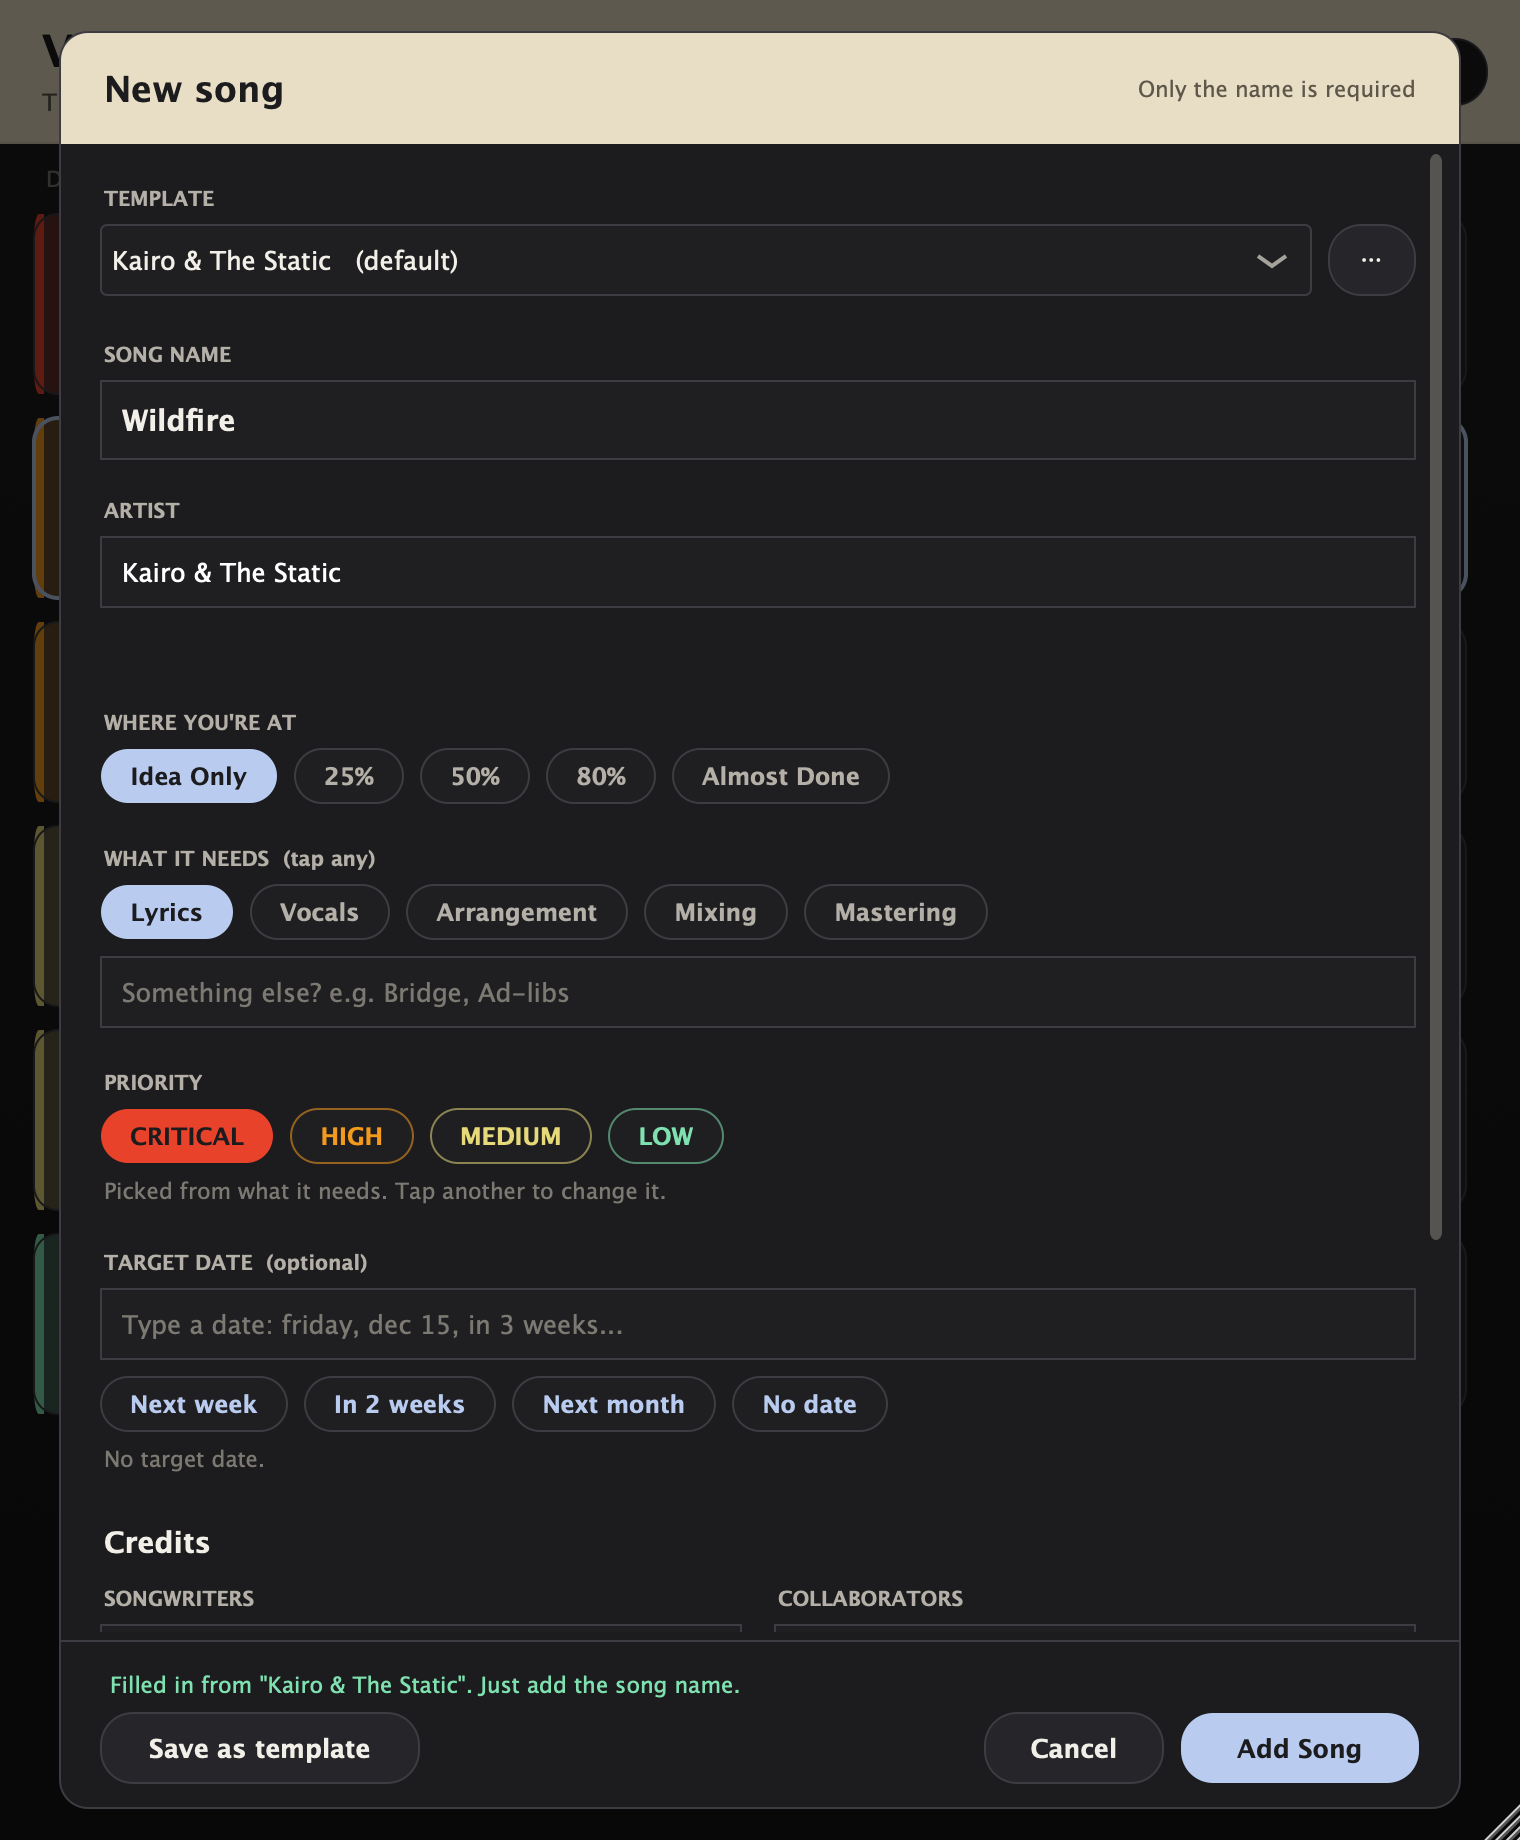 New song
Only the name is required
TEMPLATE
Kairo & The Static (default)
...
SONG NAME
Wildfire
ARTIST
Kairo & The Static
WHERE YOU'RE AT
Idea Only 25% 50% 80% Almost Done
WHAT IT NEEDS (tap any)
Lyrics Vocals Arrangement Mixing Mastering
Something else? e.g. Bridge, Ad-libs
PRIORITY
CRITICAL HIGH MEDIUM LOW
Picked from what it needs. Tap another to change it.
TARGET DATE (optional)
Type a date: friday, dec 15, in 3 weeks...
Next week In 2 weeks Next month No date
No target date.
Credits
SONGWRITERS COLLABORATORS
Filled in from "Kairo & The Static". Just add the song name.
Save as template Cancel Add Song